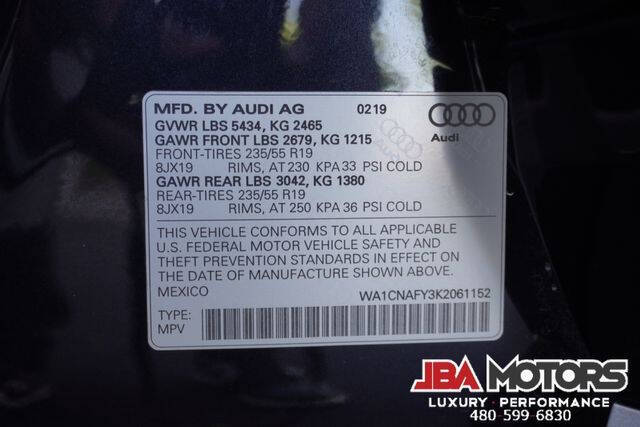 MFD. BY AUDI AG 0219
GVWR LBS 5434, KG 2465
GAWR FRONT LBS 2679, KG 1215
FRONT-TIRES 235/55 R19
8JX19 RIMS, AT 230 KPA 33 PSI COLD
GAWR REAR LBS 3042, KG 1380
REAR-TIRES 235/55 R19
8JX19 RIMS, AT 250 KPA 36 PSI COLD
Audi
THIS VEHICLE CONFORMS TO ALL APPLICABLE
U.S. FEDERAL MOTOR VEHICLE SAFETY AND
THEFT PREVENTION STANDARDS IN EFFECT ON
THE DATE OF MANUFACTURE SHOWN ABOVE.
MEXICO WA1CNAFY3K2061152
TYPE:
MPV
JBA MOTORS
LUXURY - PERFORMANCE
480-599-6830